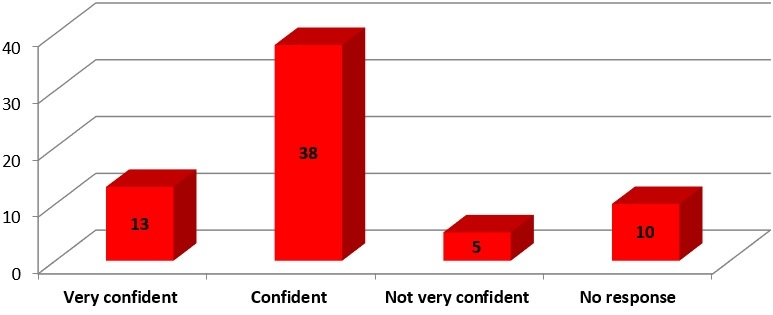 40
30
20
10
0
13
38
5
10
Very confident
Confident
Not very confident
No response